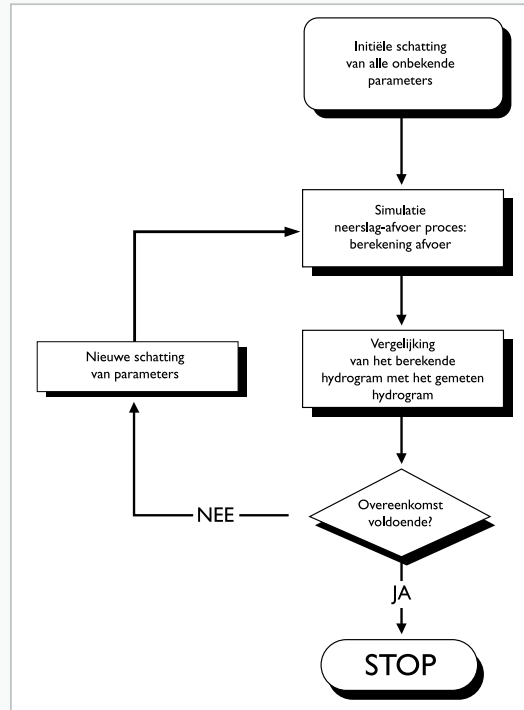 Initiële schatting
van alle onbekende
parameters
Simulatie
neerslag-afvoer proces:
berekening afvoer
Nieuwe schatting
van parameters
Vergelijking
van het berekende
hydrogram met het gemeten
hydrogram
Overeenkomst
voldoende?
NEE
JA
STOP